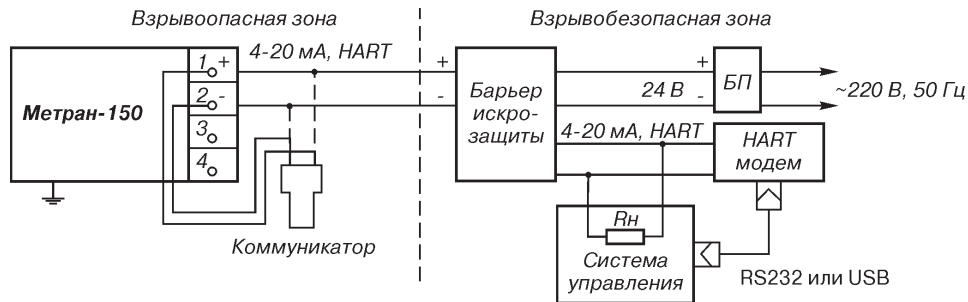 Взрывоопасная зона
Взрывобезопасная зона
4-20 мА, HART
1 +
2 -
3
4
Метран-150
+
-
Барьер
искро-
защиты
+
24 В -
БП
~220 В, 50 Гц
4-20 мА, HART
HART
модем
Коммуникатор
Rн
Система
управления
RS232 или USB